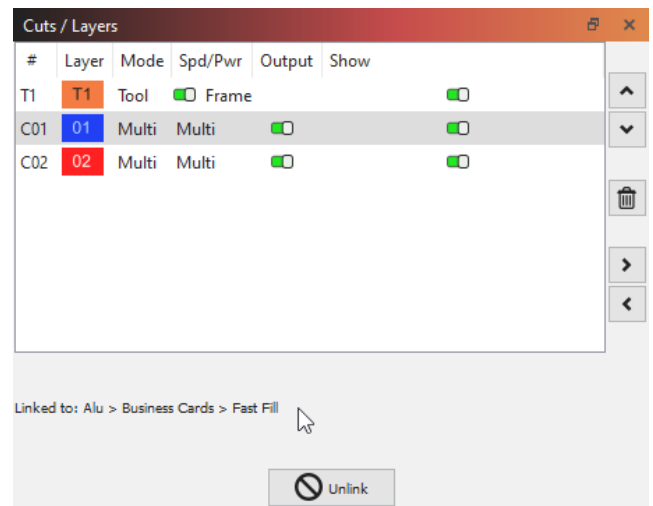 Cuts / Layers
# Layer Mode Spd/Pwr Output Show
T1 T1 Tool Frame
C01 01 Multi Multi
C02 02 Multi Multi
Linked to: Alu > Business Cards > Fast Fill
Unlink